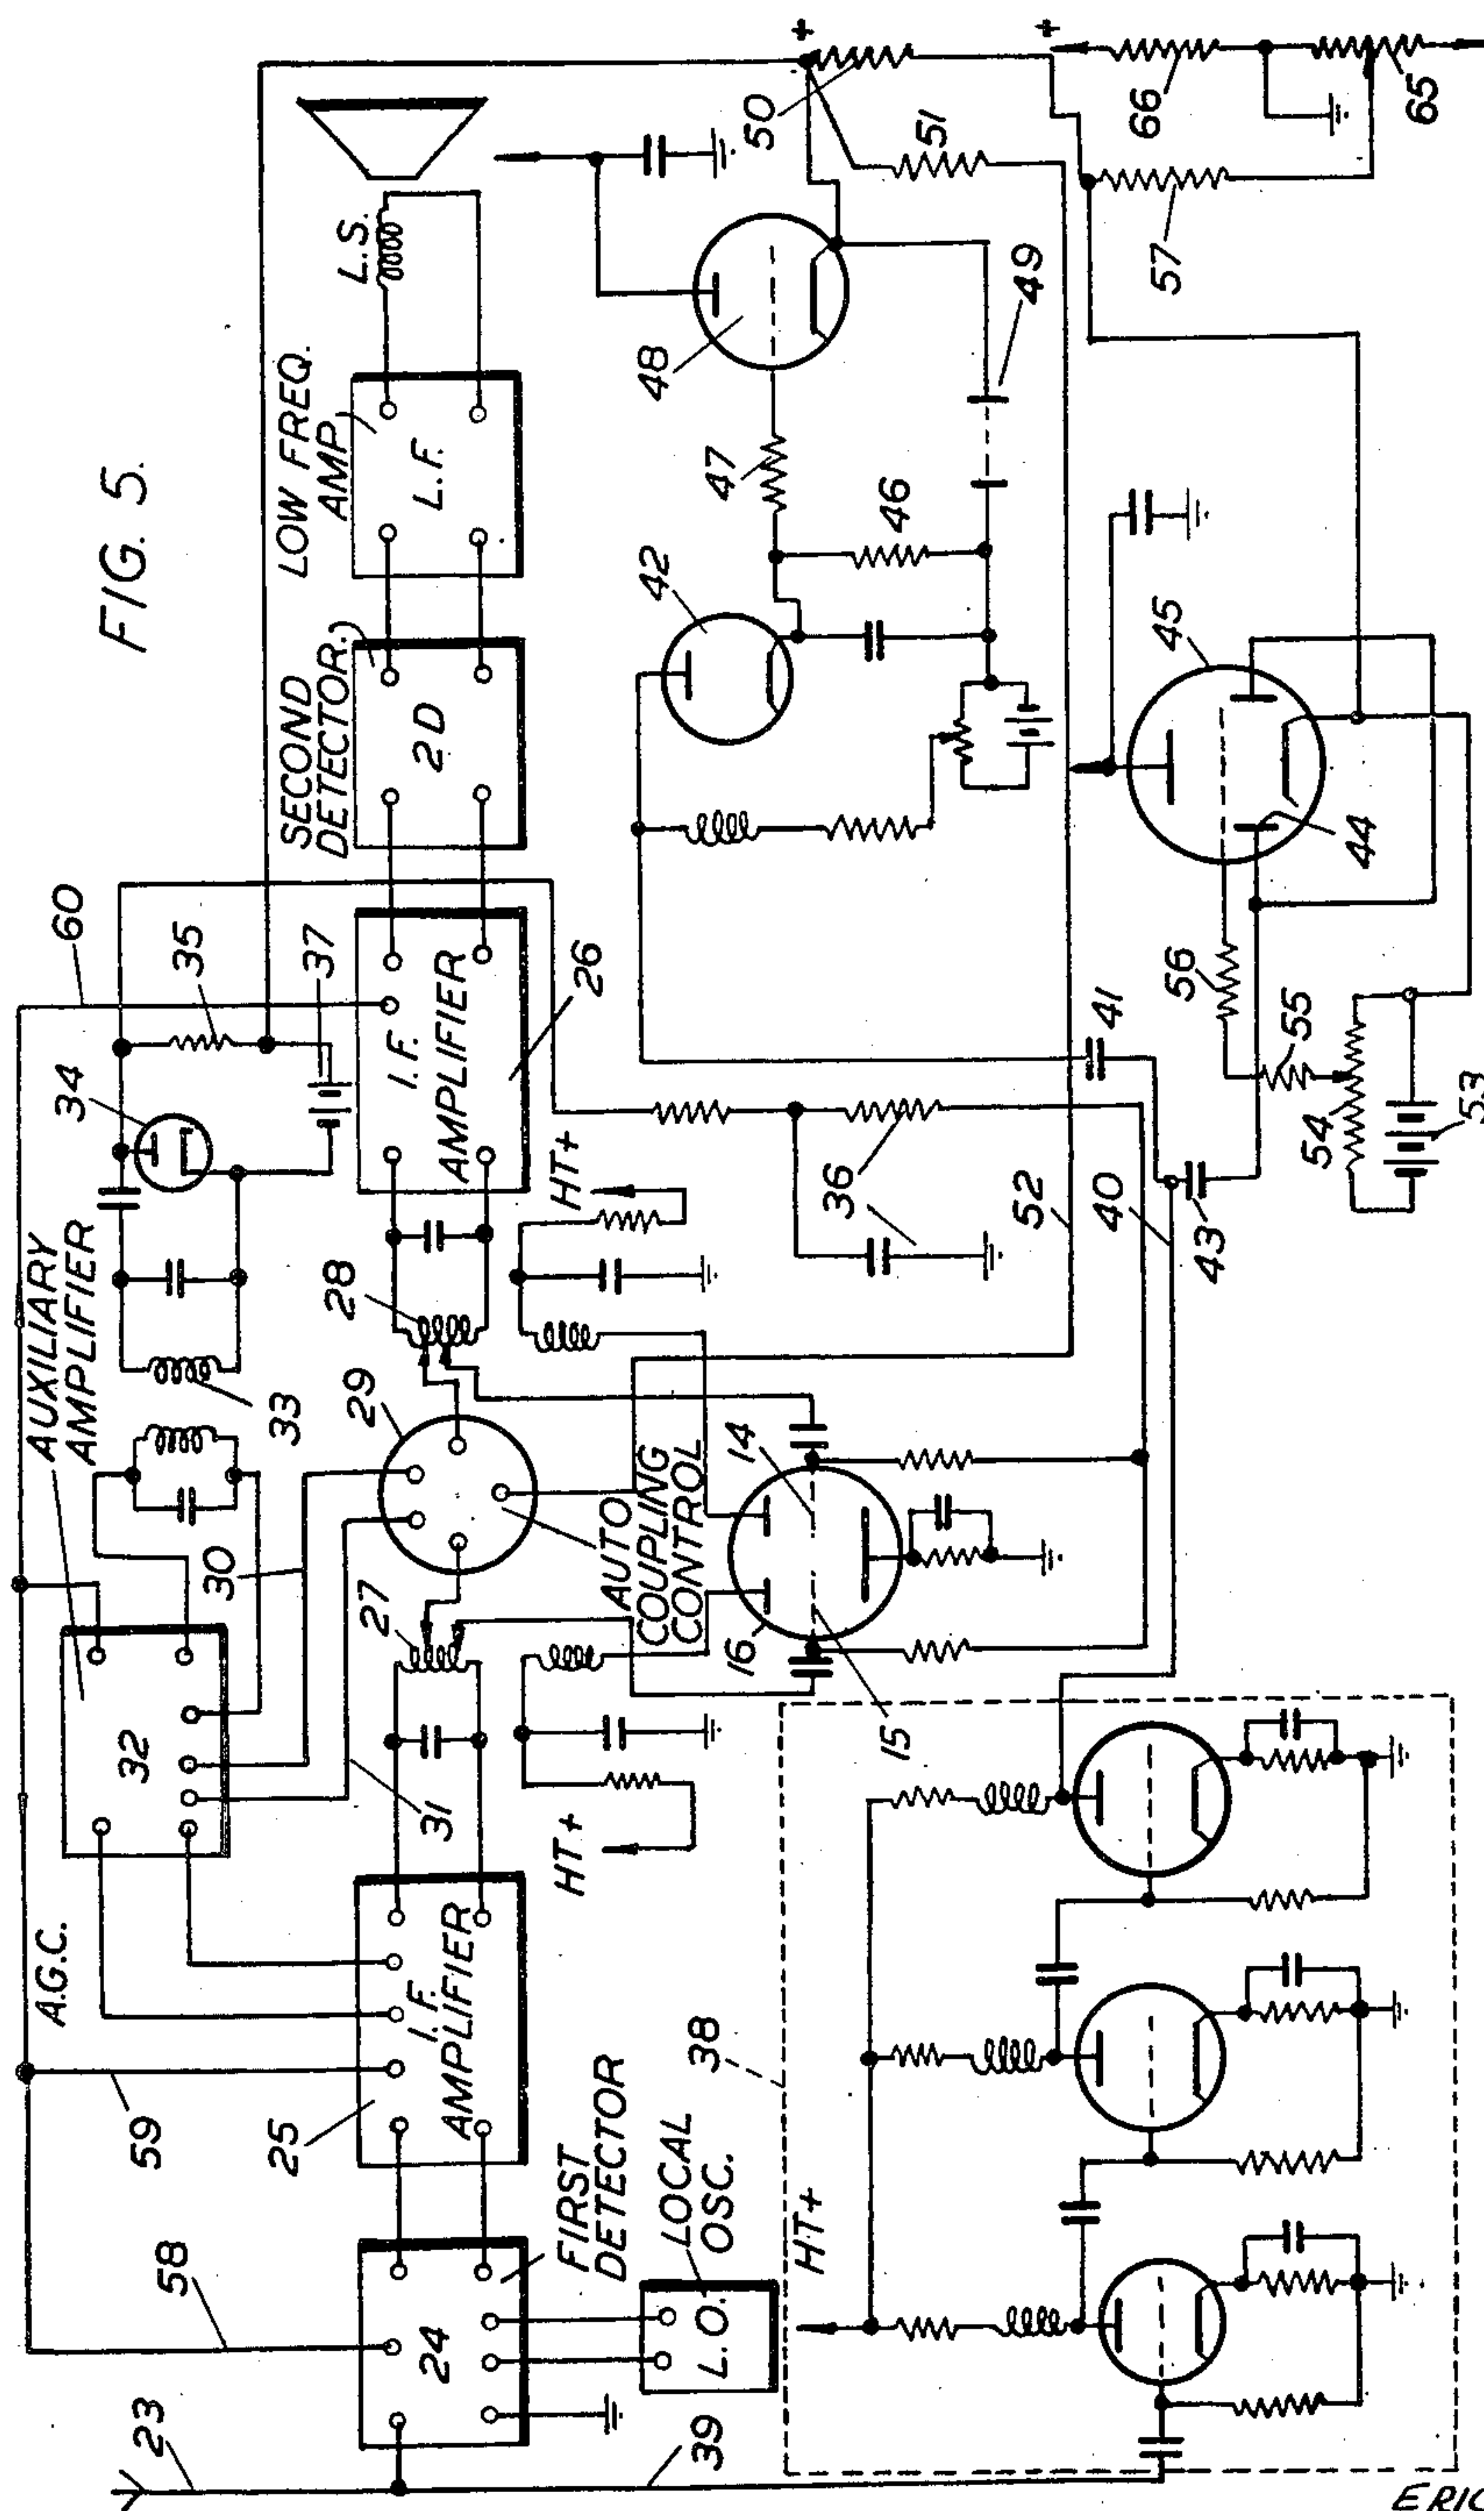 FIG. 5.
A.G.C.
AUXILIARY
AMPLIFIER
60
34
23
59
58
32
35
30
33
37
SECOND
DETECTOR.
LOW FREQ.
AMP.
L.S.
25
31
27
29
28
24
I.F.
AMPLIFIER
I.F.
AMPLIFIER
2D
L.F.
26
FIRST
DETECTOR
HT+
HT+
AUTO
COUPLING
CONTROL
LOCAL
OSC.
L.O.
39
38
HT+
16
14
15
36
42
48
47
46
50
51
49
52
40
41
43
45
44
56
55
54
53
57
66
65
+
+
ERIC